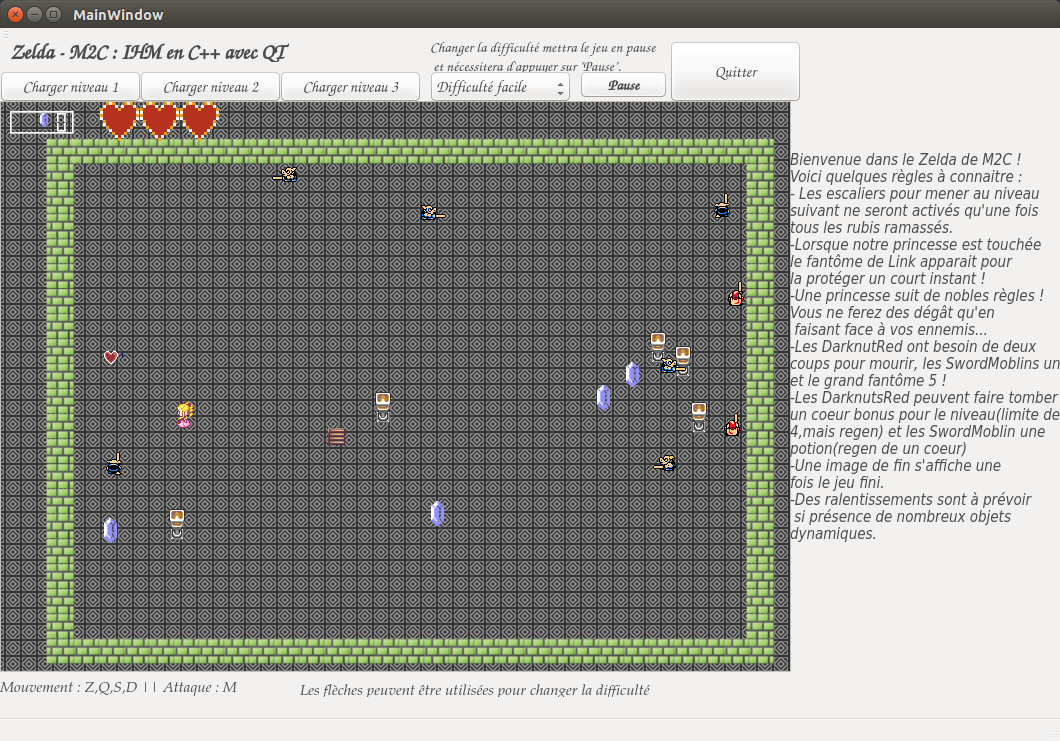 MainWindow
Zelda - M2C : IHM en C++ avec QT
Changer la difficulté mettra le jeu en pause
et nécessitera d'appuyer sur "Pause".
Charger niveau 1
Charger niveau 2
Charger niveau 3
Difficulté facile
Pause
Quitter
Bienvenue dans le Zelda de M2C !
Voici quelques règles à connaitre :
- Les escaliers pour mener au niveau
suivant ne seront activés qu'une fois
tous les rubis ramassés.
-Lorsque notre princesse est touchée
le fantôme de Link apparait pour
la protéger un court instant !
-Une princesse suit de nobles règles !
Vous ne ferez des dégât qu'en
faisant face à vos ennemis...
-Les DarknutRed ont besoin de deux
coups pour mourir, les SwordMoblins un
et le grand fantôme 5 !
-Les DarknutsRed peuvent faire tomber
un coeur bonus pour le niveau(limite de
4,mais regen) et les SwordMoblin une
potion(regen de un coeur)
-Une image de fin s'affiche une
fois le jeu fini.
-Des ralentissements sont à prévoir
si présence de nombreux objets
dynamiques.
Mouvement : Z,Q,S,D || Attaque : M
Les flèches peuvent être utilisées pour changer la difficulté